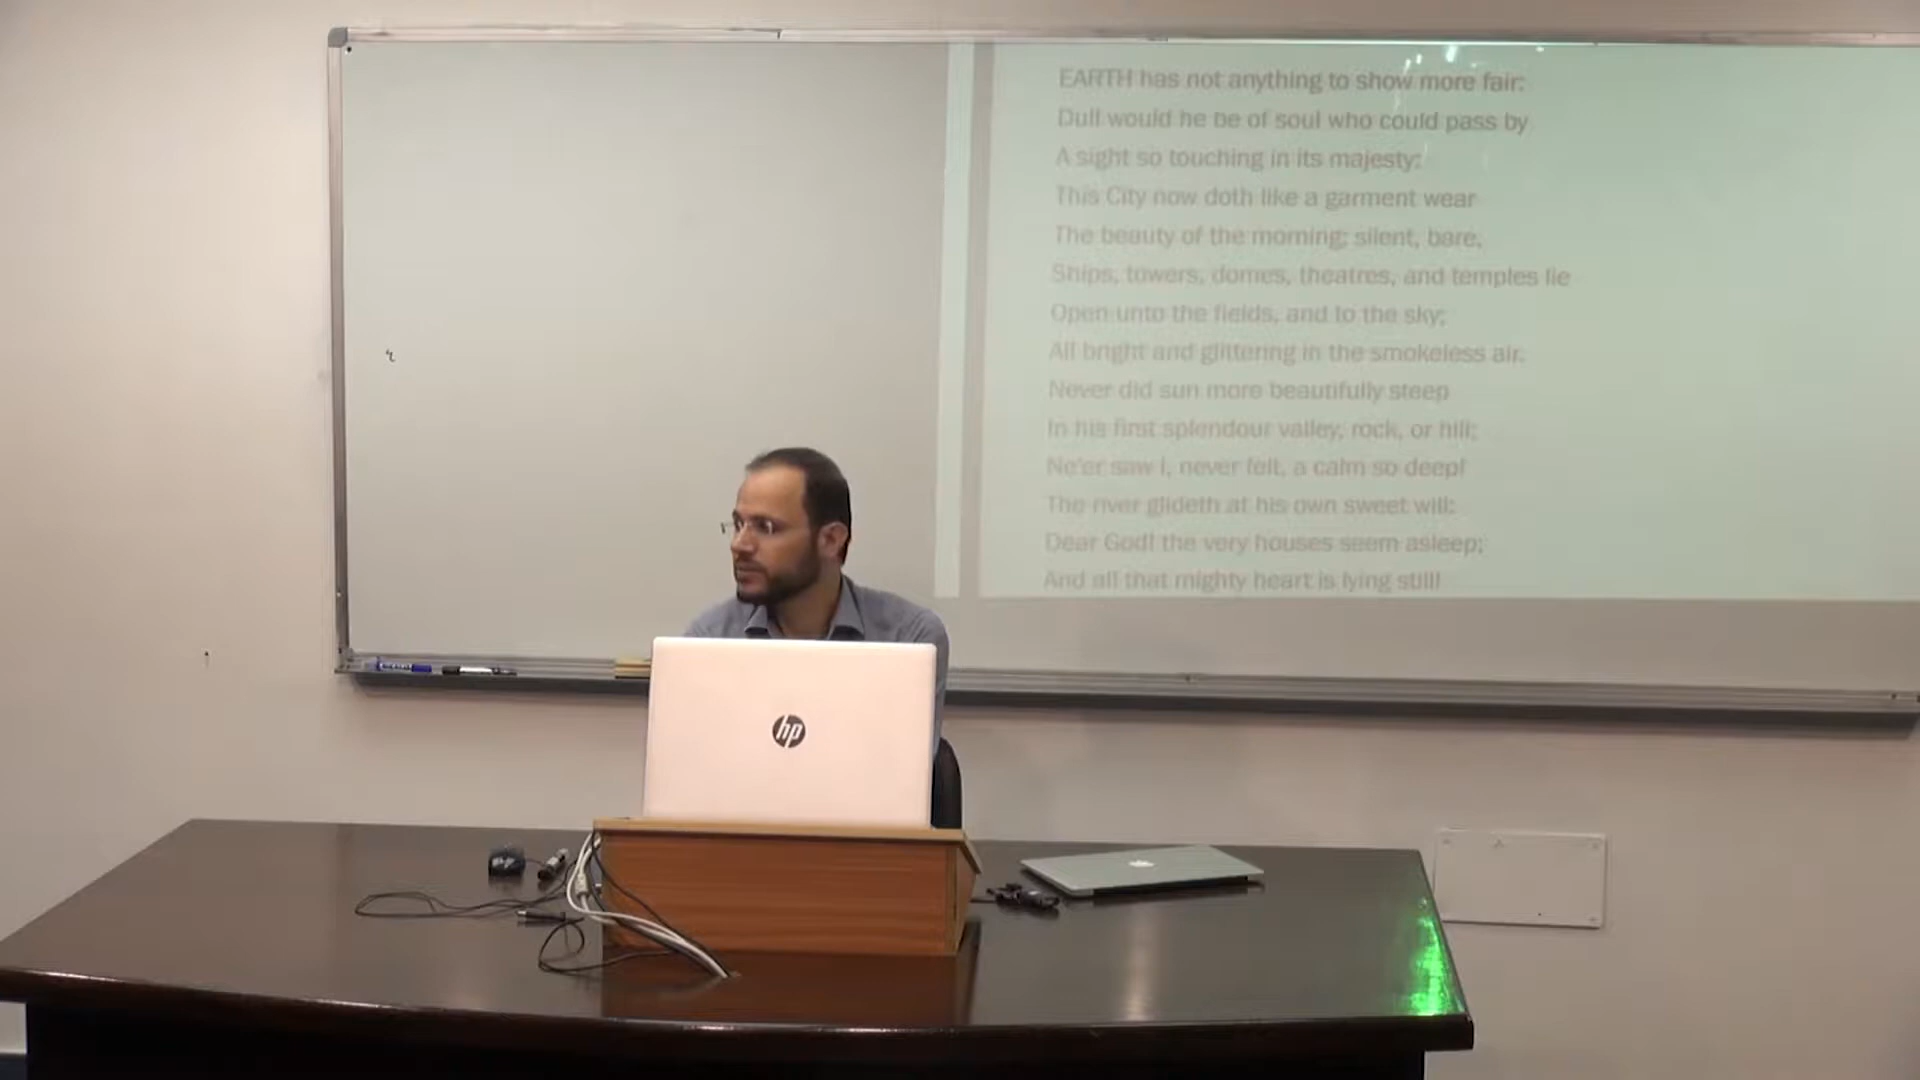 EARTH has not anything to show more fair:
Dull would he be of soul who could pass by
A sight so touching in its majesty:
This City now doth like a garment wear
The beauty of the morning; silent, bare,
Ships, towers, domes, theatres, and temples lie
Open unto the fields, and to the sky;
All bright and glittering in the smokeless air.
Never did sun more beautifully steep
In his first splendour valley, rock, or hill;
Ne'er saw I, never felt, a calm so deep!
The river glideth at his own sweet will:
Dear God! the very houses seem asleep;
And all that mighty heart is lying still!
hp